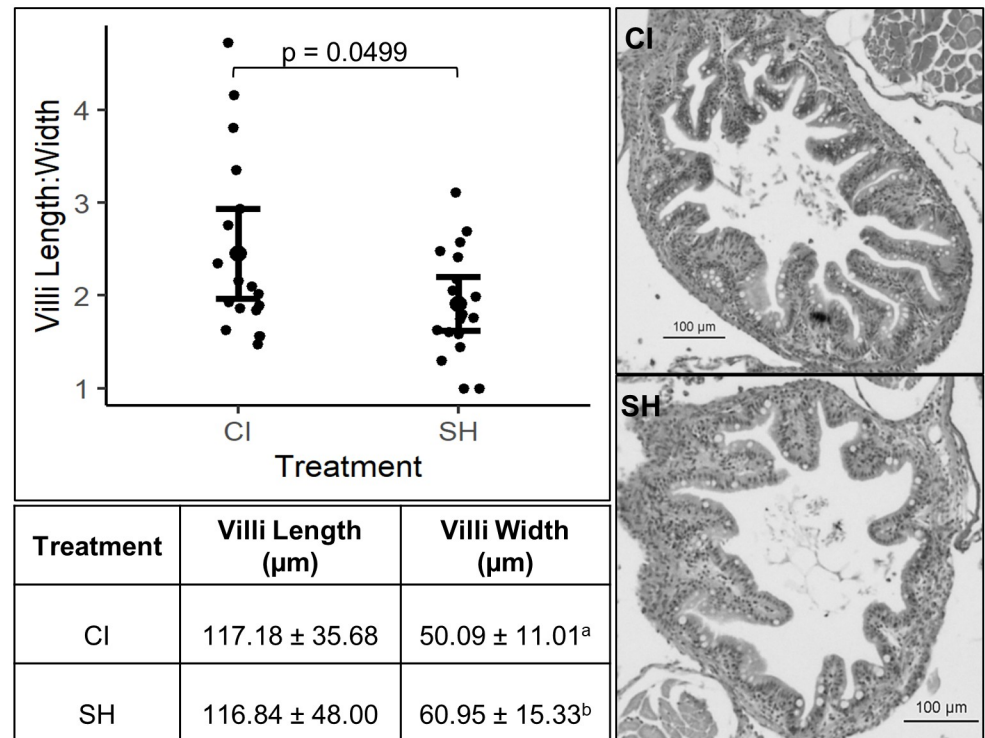 p = 0.0499
Villi Length:Width
4
3
2
1
CI SH
Treatment
Treatment Villi Length (µm) Villi Width (µm)
CI 117.18 ± 35.68 50.09 ± 11.01ᵃ
SH 116.84 ± 48.00 60.95 ± 15.33ᵇ
CI
100 µm
SH
100 µm